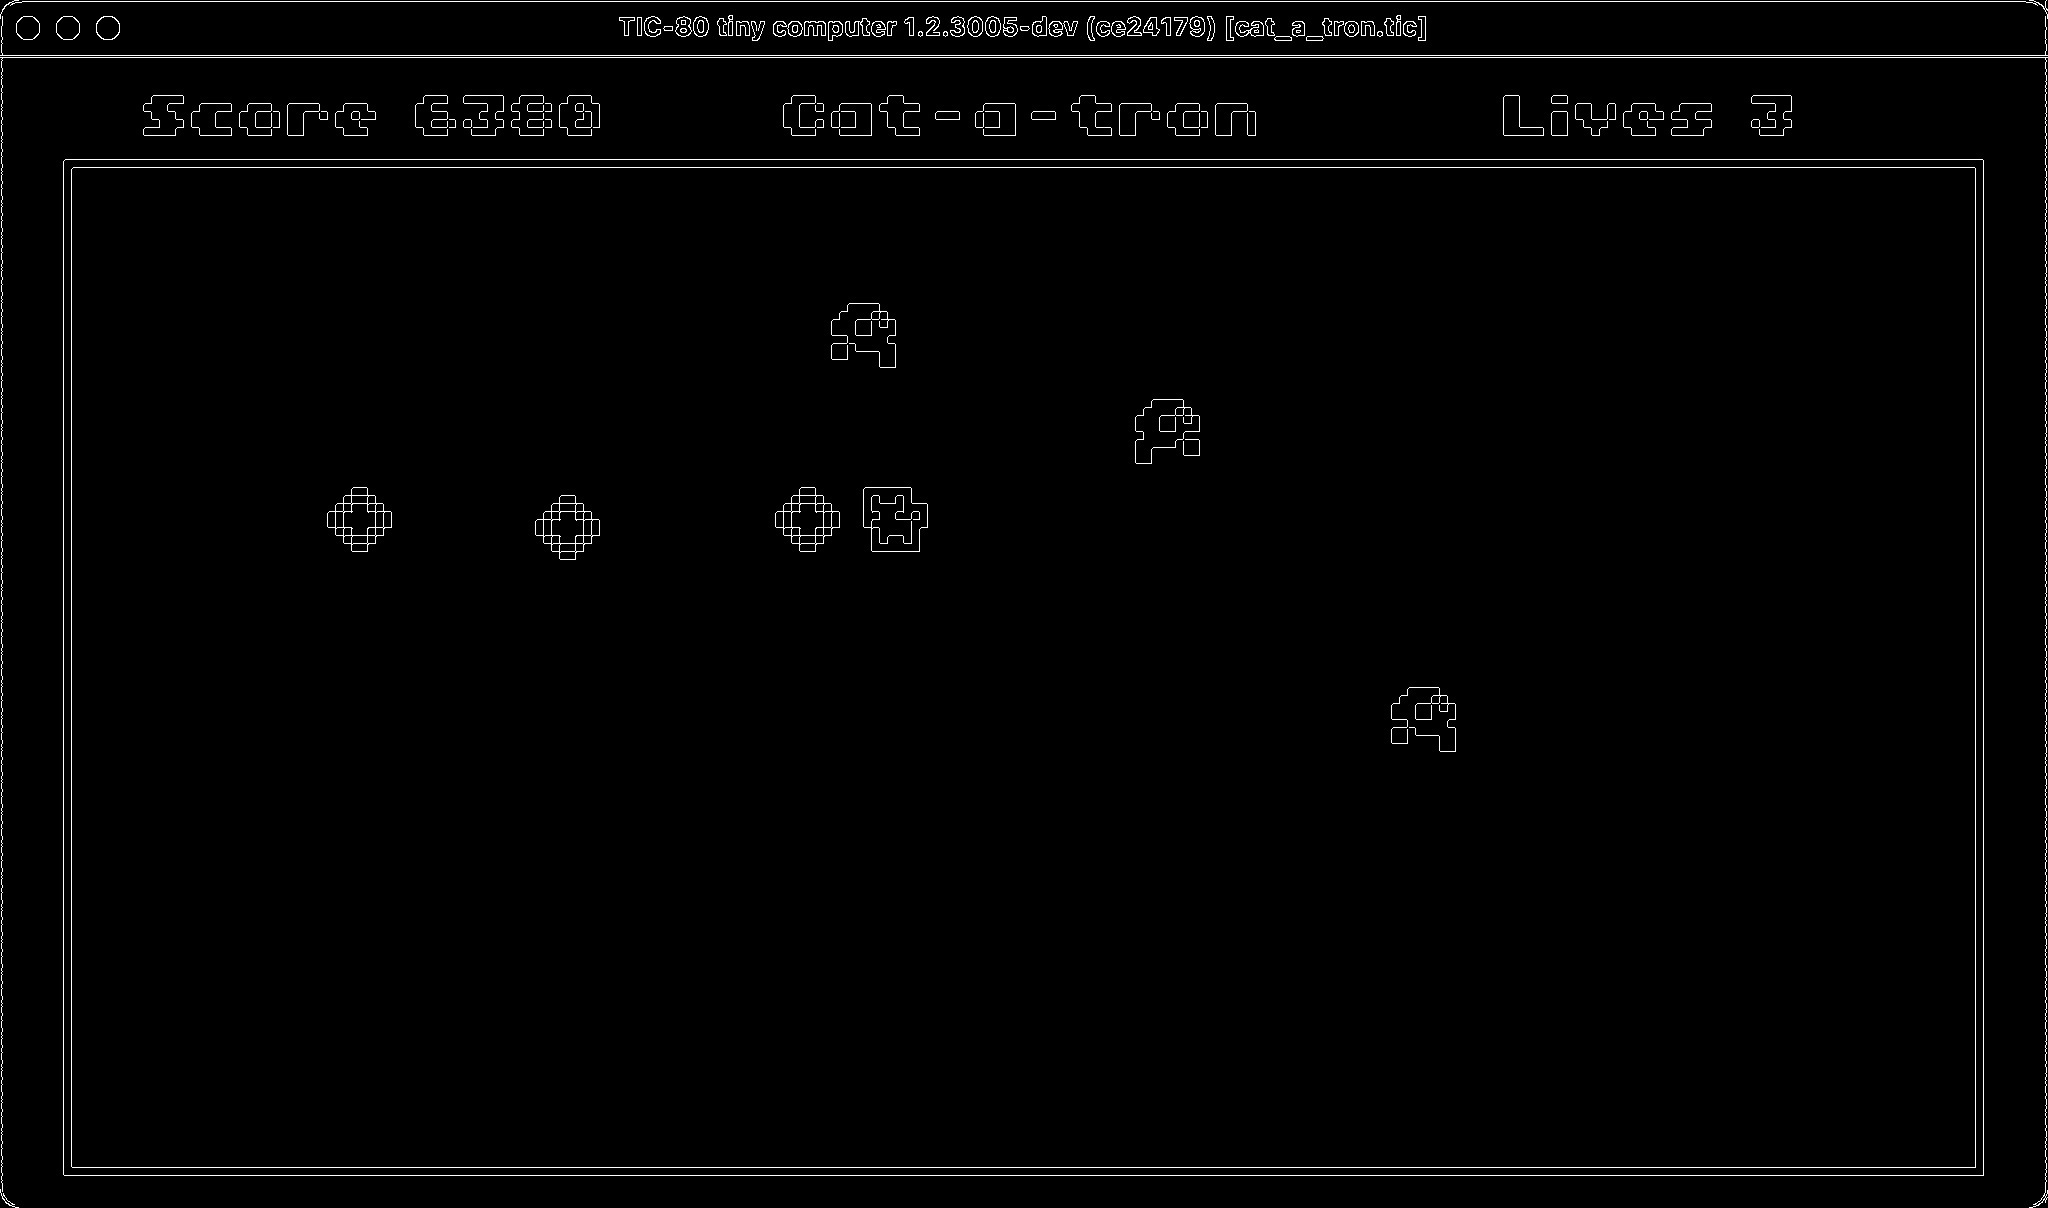 TIC-80 tiny computer 1.2.3005-dev (ce24179) [cat_a_tron.tic]
Score 6380 Cat-a-tron Lives 3